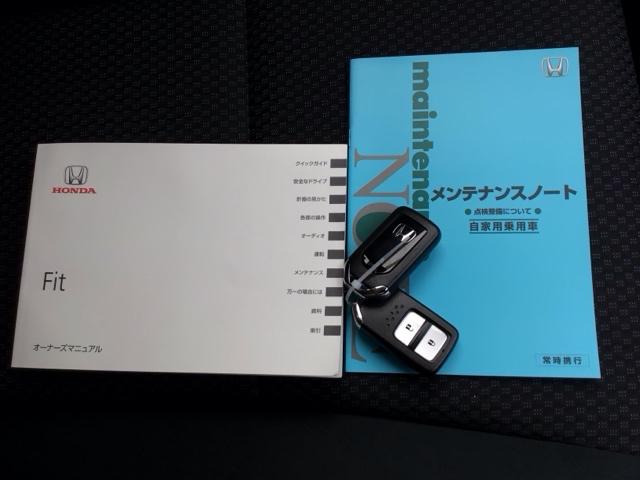 HONDA
Fit
オーナーズマニュアル
クイックガイド
安全なドライブ
計器の見かた
各部の操作
オーディオ
運転
メンテナンス
万一の場合には
資料
索引
maintenan
NO
メンテナンスノート
● 点検整備について ●
自家用乗用車
常時携行